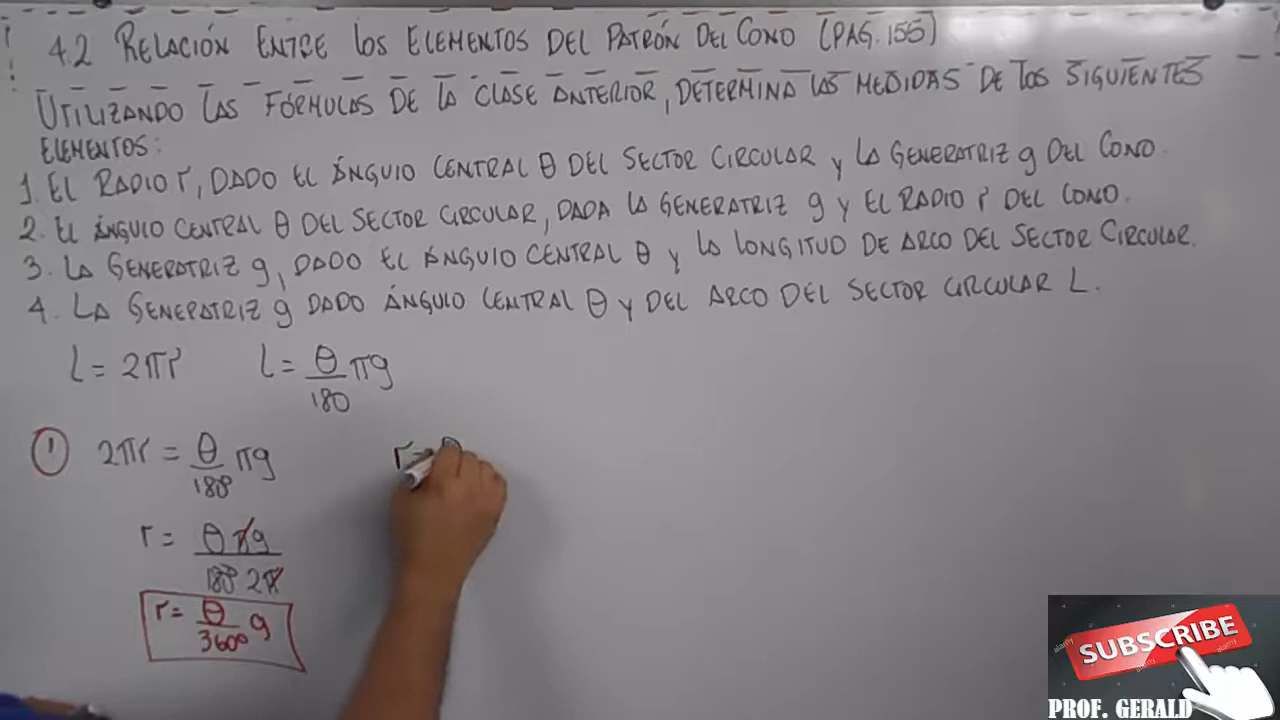 4.2 RELACIÓN ENTRE LOS ELEMENTOS DEL PATRÓN DEL CONO (PAG.155)
UTILIZANDO LAS FÓRMULAS DE LA CLASE ANTERIOR, DETERMINA LAS MEDIDAS DE LOS SIGUIENTES
ELEMENTOS:
1. EL RADIO r, DADO EL ÁNGULO CENTRAL θ DEL SECTOR CIRCULAR y LA GENERATRIZ g DEL CONO.
2. EL ÁNGULO CENTRAL θ DEL SECTOR CIRCULAR, DADA LA GENERATRIZ g y EL RADIO r DEL CONO.
3. LA GENERATRIZ g, DADO EL ÁNGULO CENTRAL θ y LA LONGITUD DE ARCO DEL SECTOR CIRCULAR.
4. LA GENERATRIZ g DADO ÁNGULO CENTRAL θ y DEL ARCO DEL SECTOR CIRCULAR L.
l = 2πr l = θ/180 πg
1 2πr = θ/180° πg r=
r = θπg/180° 2π
r = θ/360° g
SUBSCRIBE
PROF. GERALD